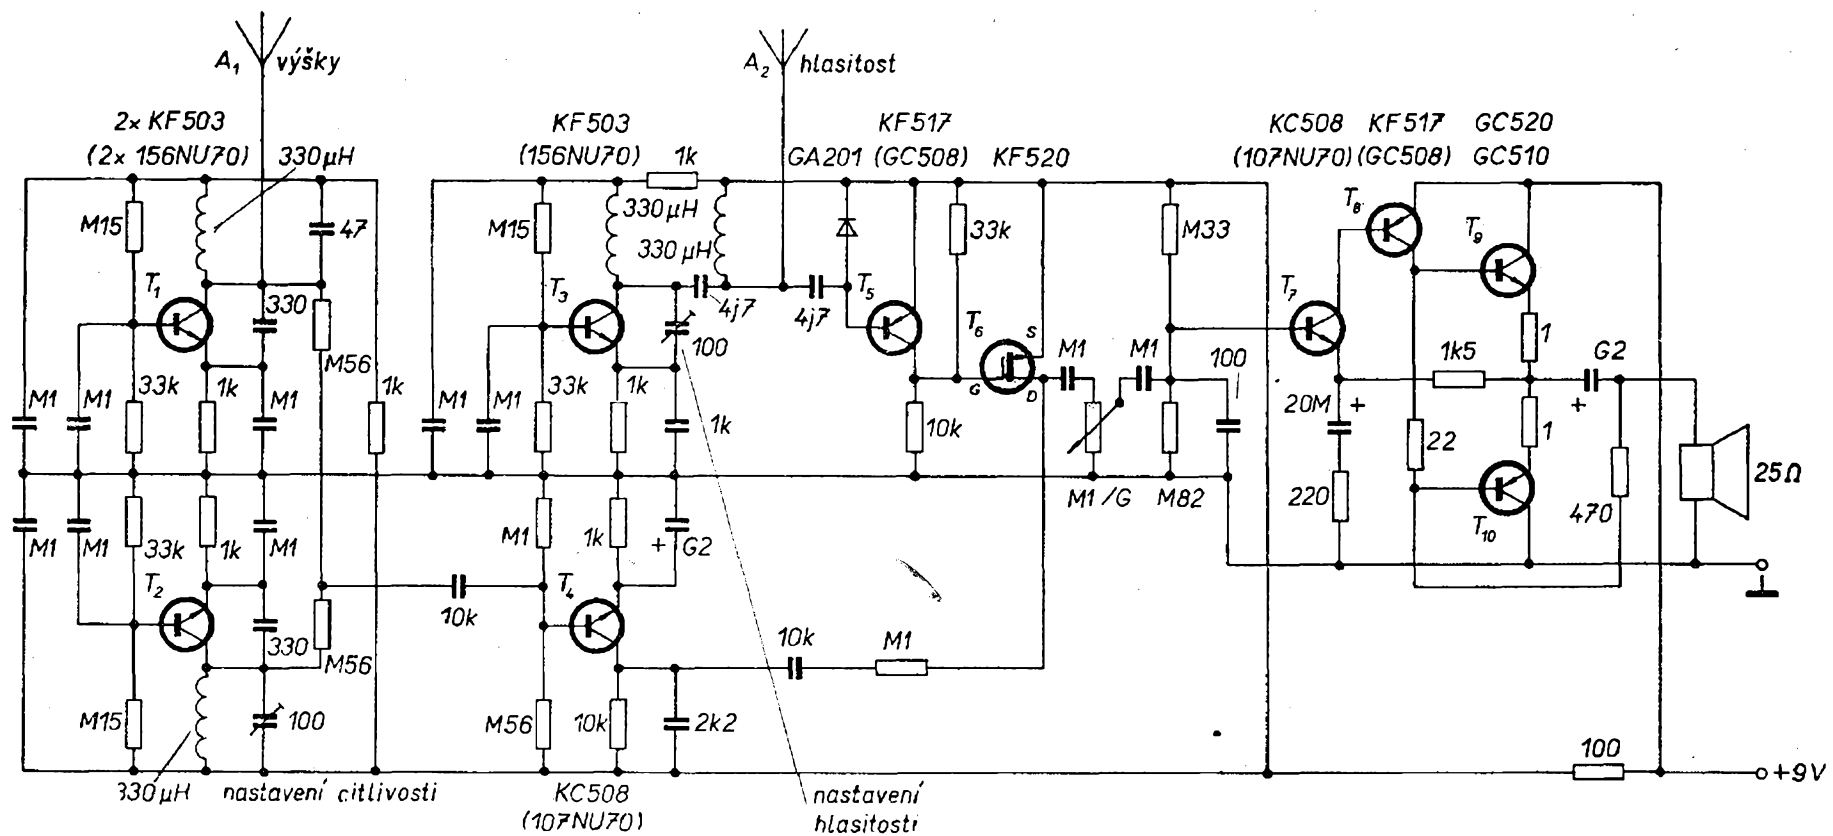 A1 výšky
A2 hlasitost
2x KF503
(2x 156NU70)
330µH
KF503
(156NU70)
1k
KF517
GA201 (GC508) KF520
KC508 KF517 GC520
(107NU70) (GC508) GC510
M15
47
M15
330µH
330µH
33k
M33
T8
T9
T1
330
T3
4j7
4j7
T5
T6
S
G
D
T7
M56
100
M1
M1
100
1k5
1
G2
+
M1
M1
33k
1k
M1
1k
M1
M1
33k
1k
1k
10k
20M +
22
1
M1/G
M82
25Ω
220
470
T10
M1
M1
33k
1k
M1
M1
1k
+ G2
T2
10k
T4
330
M56
10k
M1
M15
100
M56
10k
2k2
100
+9V
330µH
nastavení citlivosti
KC508
(107NU70)
nastavení
hlasitosti